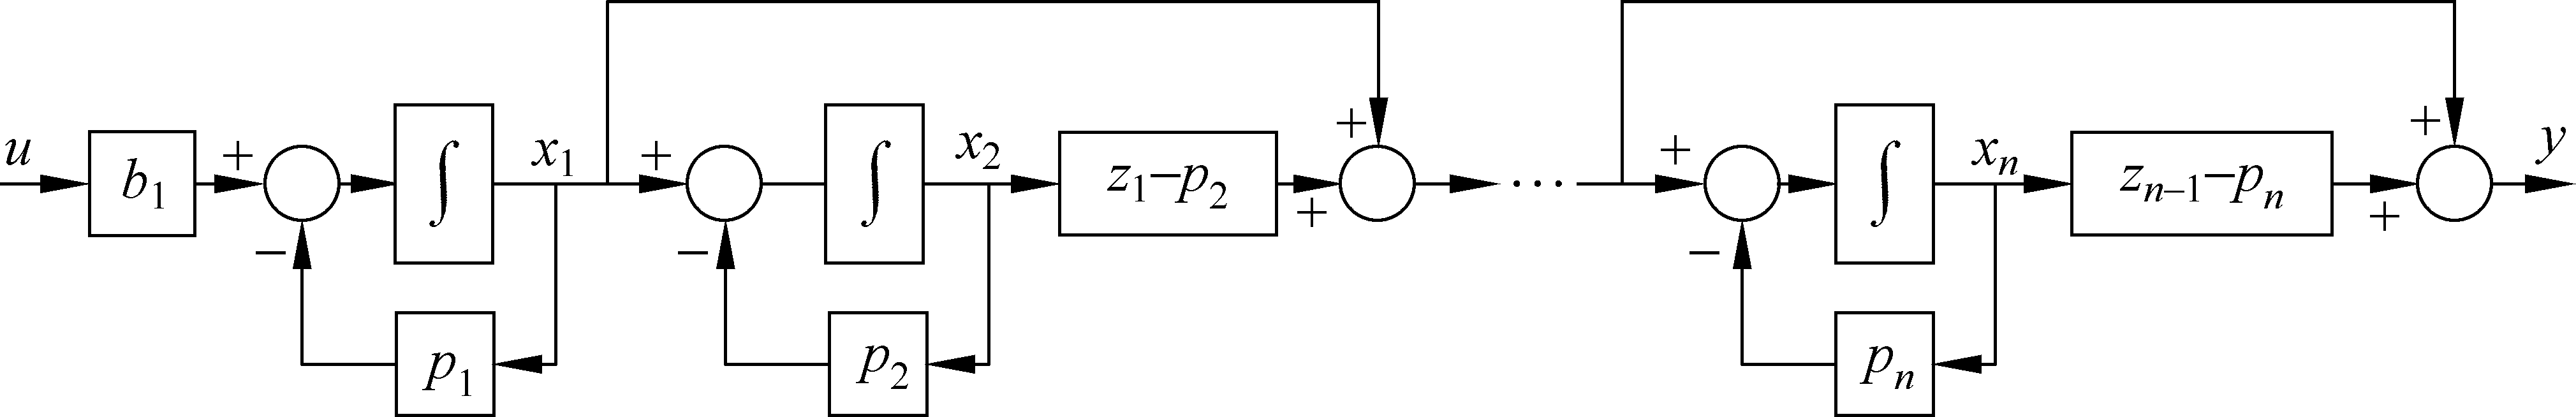 u
b₁
+
−
∫
x₁
p₁
+
−
∫
x₂
p₂
z₁−p₂
+
+
⋯
+
−
∫
xₙ
pₙ
zₙ₋₁−pₙ
+
+
y